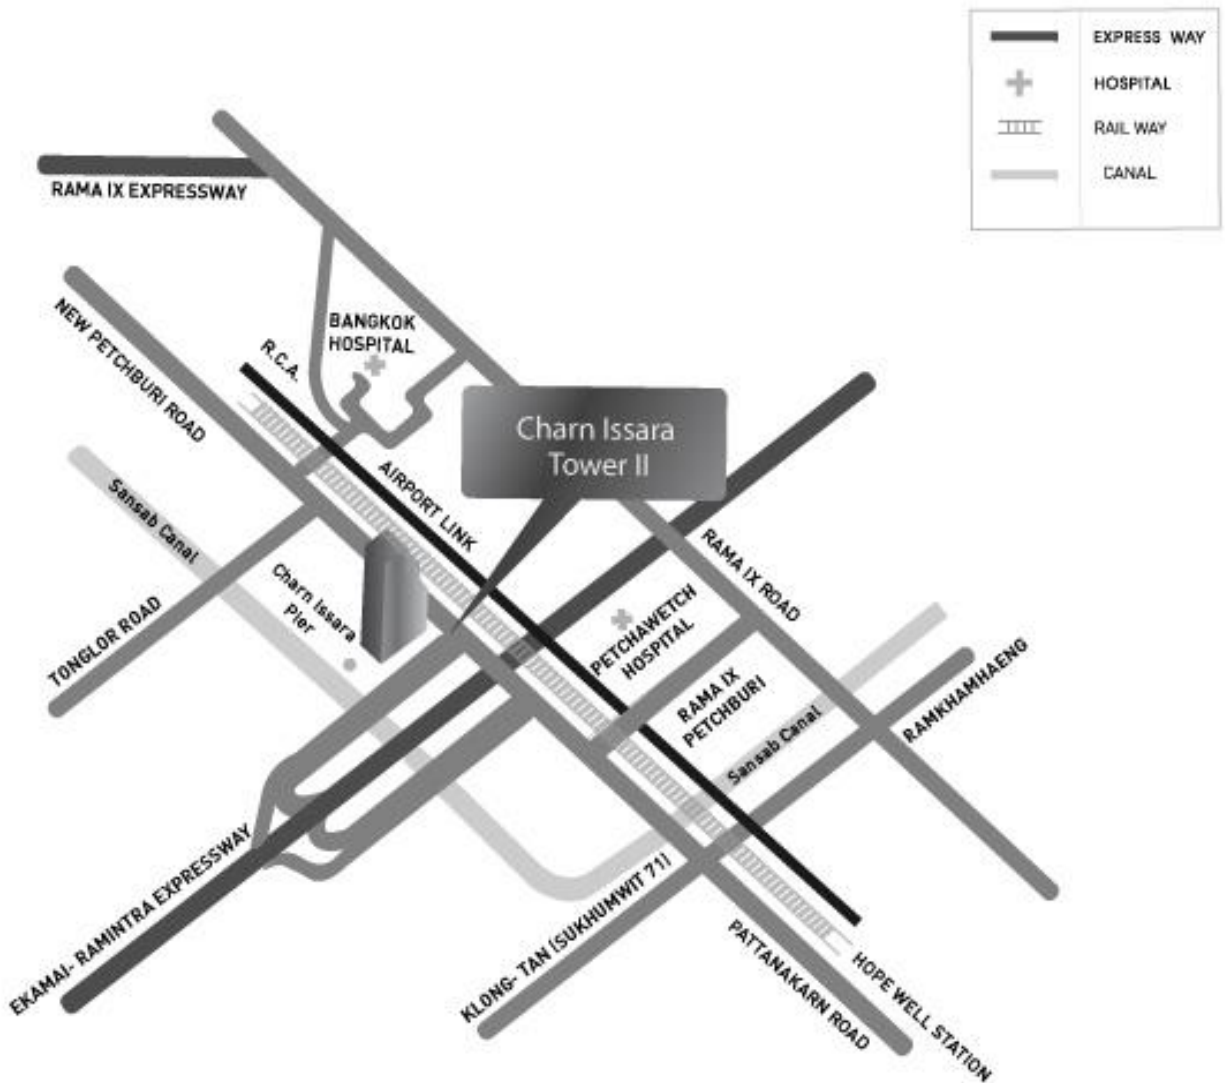 EXPRESS WAY
HOSPITAL
RAIL WAY
CANAL
RAMA IX EXPRESSWAY
NEW PETCHBURI ROAD
BANGKOK
HOSPITAL
R.C.A.
Charn Issara
Tower II
AIRPORT LINK
Sansab Canal
RAMA IX ROAD
Charn Issara
Pier
TONGLOR ROAD
PETCHAWETCH
HOSPITAL
RAMA IX
PETCHBURI
RAMKHAMHAENG
Sansab Canal
EKAMAI- RAMINTRA EXPRESSWAY
KLONG- TAN (SUKHUMWIT 71)
PATTANAKARN ROAD
HOPE WELL STATION